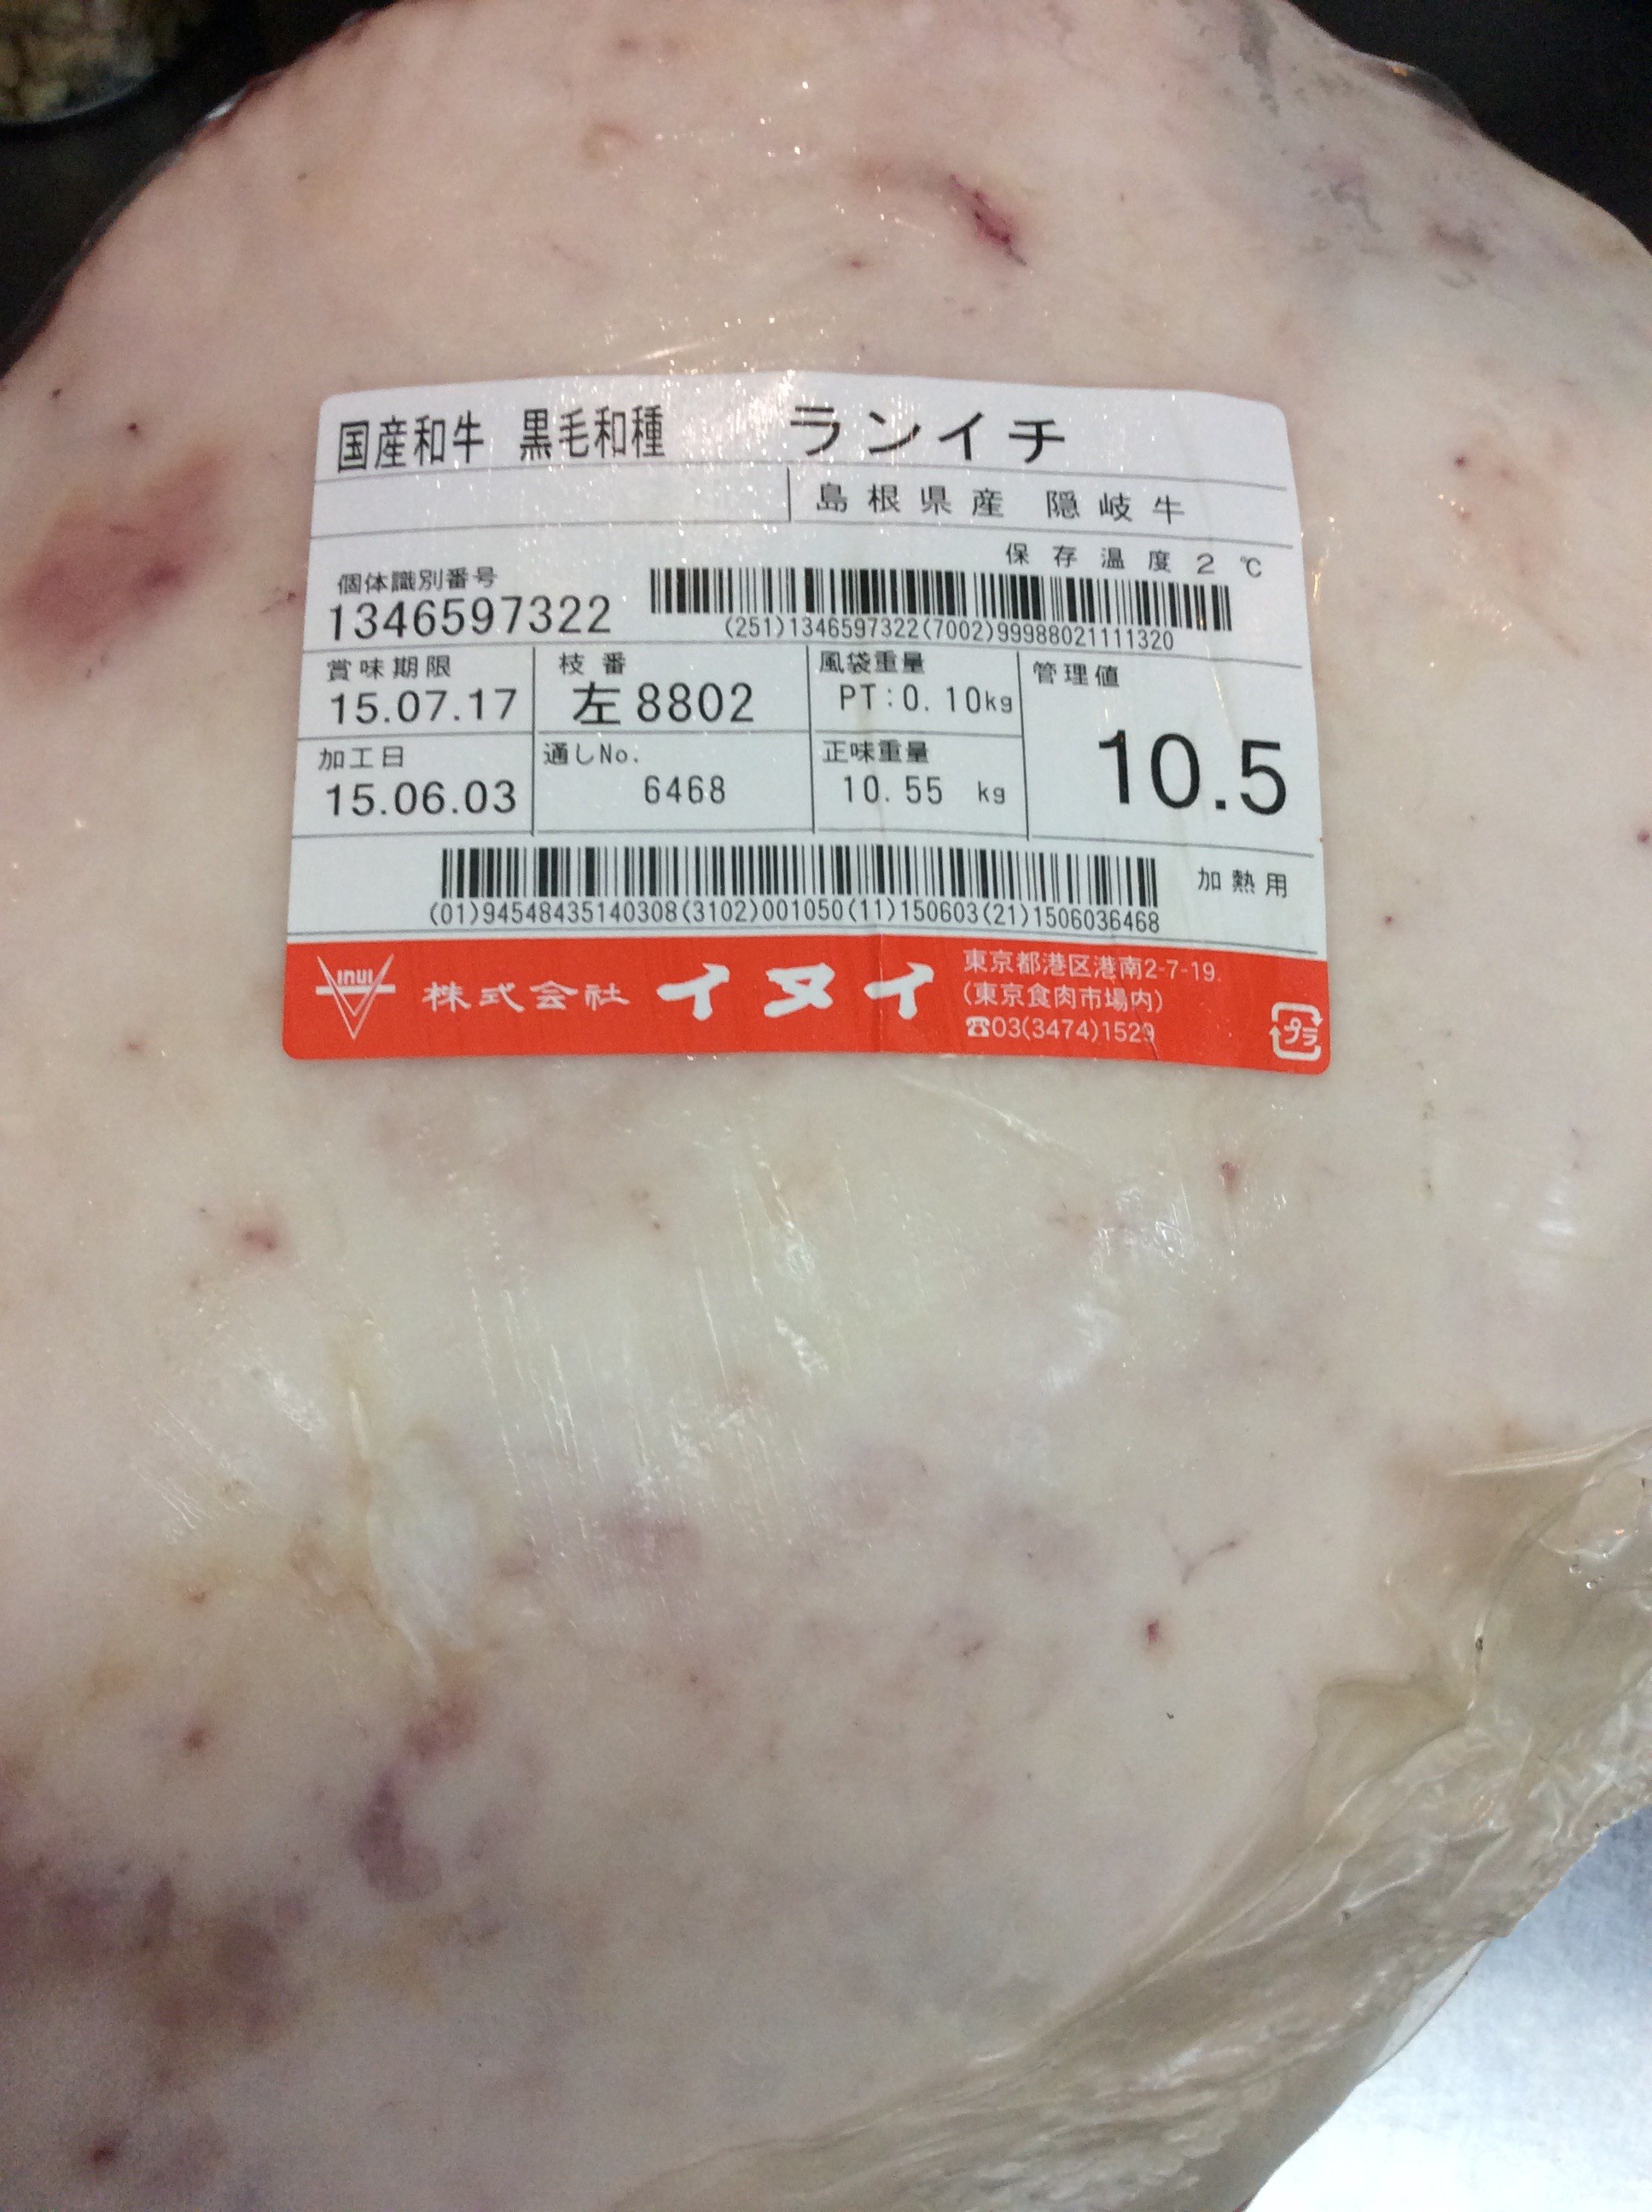 国産和牛 黒毛和種 ランイチ
島根県産 隠岐牛
保存温度 2 ℃
個体識別番号
1346597322
(251)1346597322(7002)99988021111320
賞味期限 枝番 風袋重量 管理値
15.07.17 左8802 PT:0.10kg
10.5
加工日 通しNo. 正味重量
15.06.03 6468 10.55 kg
加熱用
(01)94548435140308(3102)001050(11)150603(21)1506036468
INUI 株式会社 イヌイ
東京都港区港南2-7-19.
(東京食肉市場内)
☎03(3474)1529
プラ